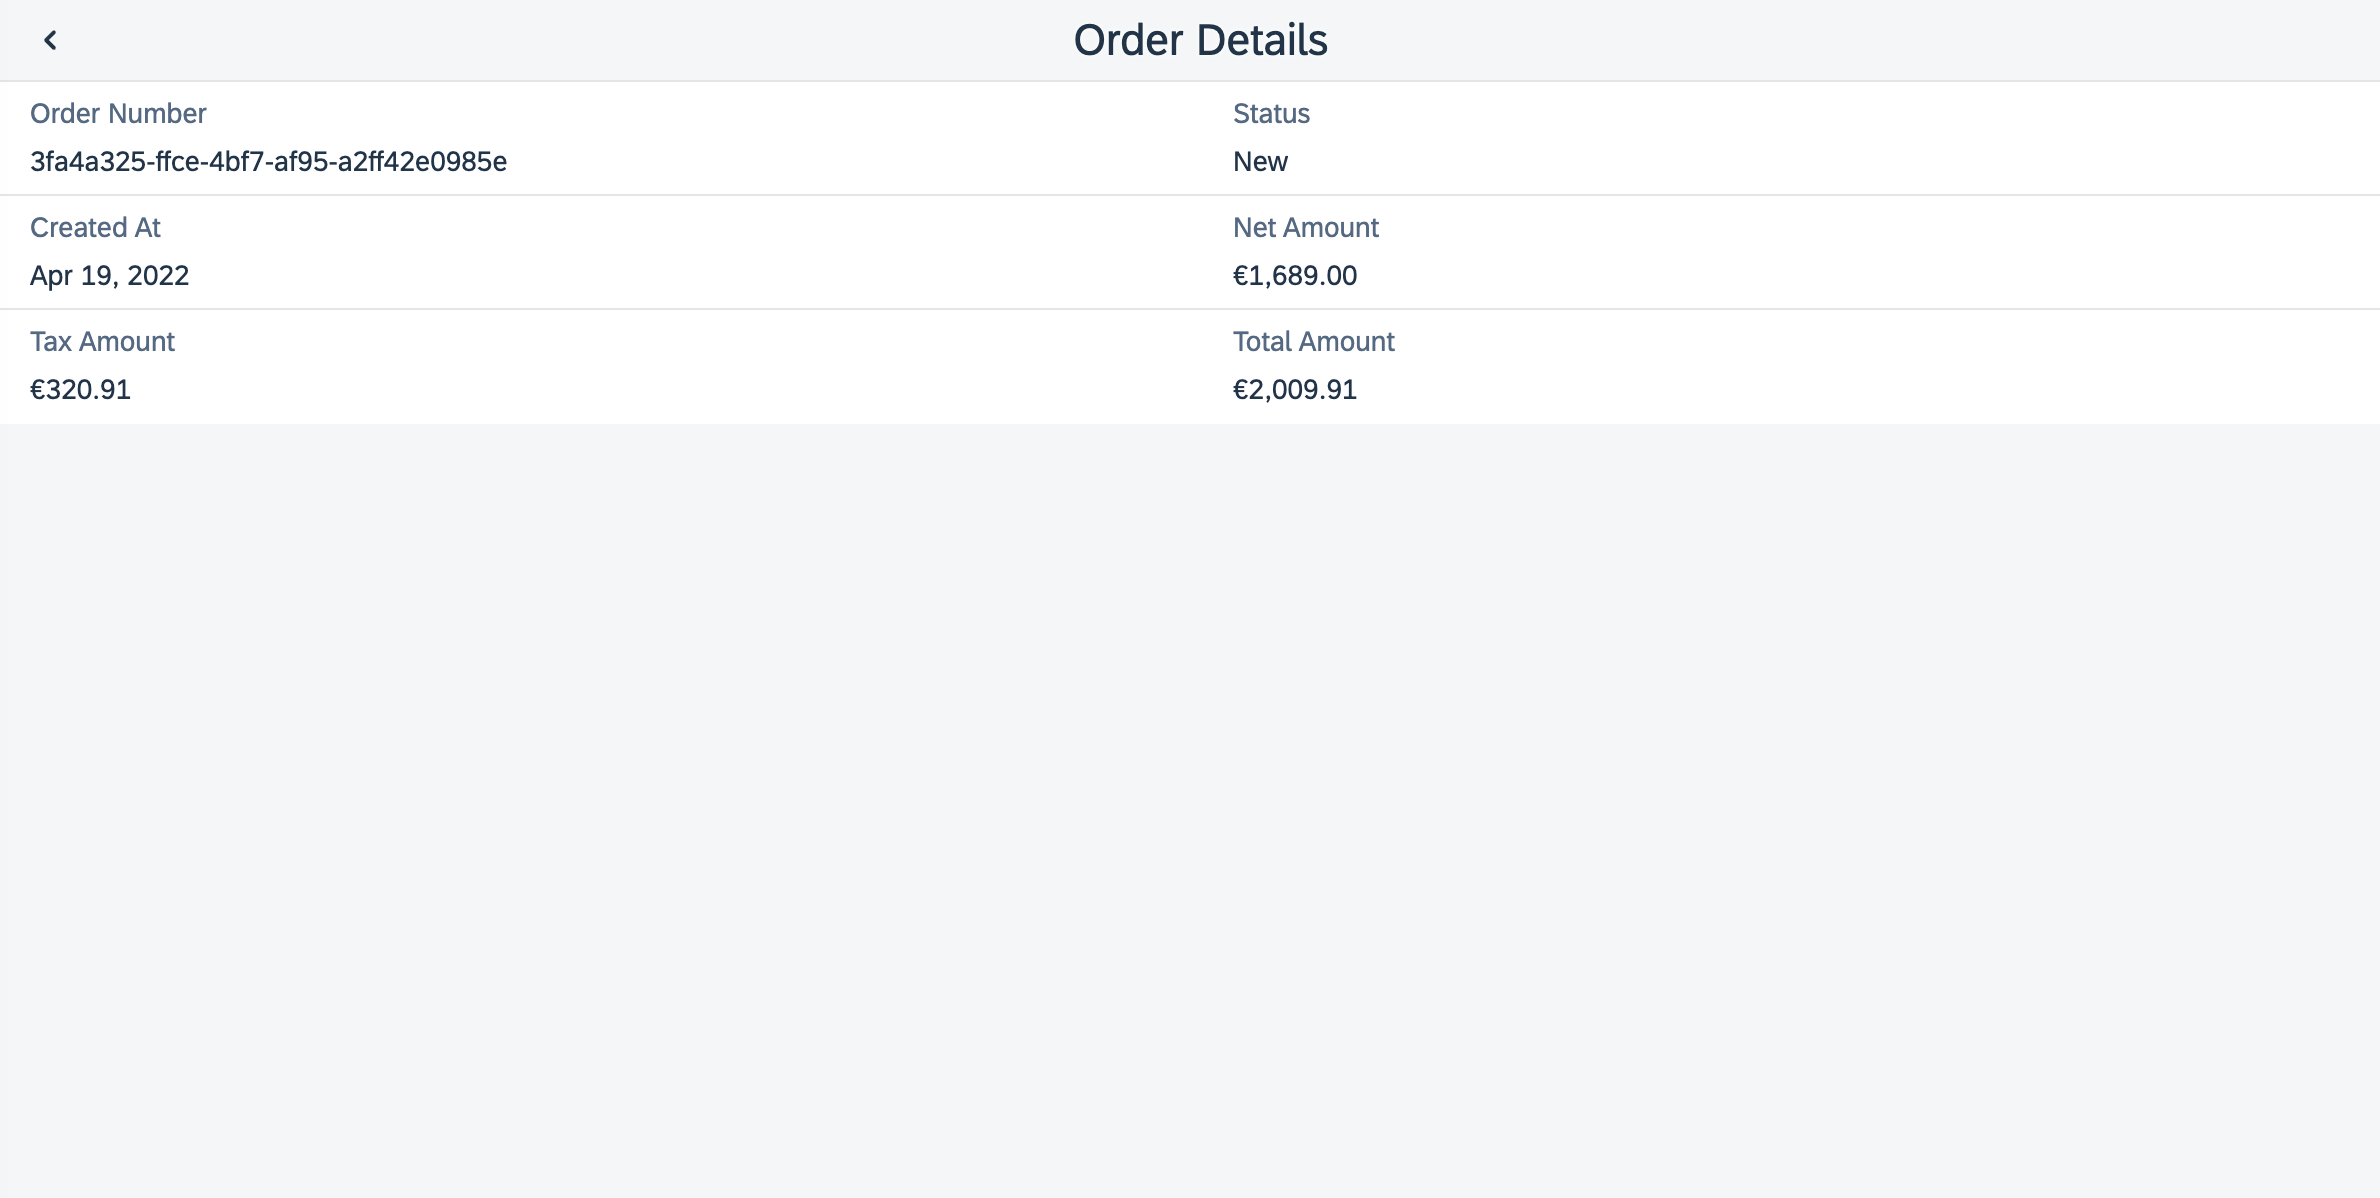 Order Details
Order Number
3fa4a325-ffce-4bf7-af95-a2ff42e0985e
Status
New
Created At
Apr 19, 2022
Net Amount
€1,689.00
Tax Amount
€320.91
Total Amount
€2,009.91